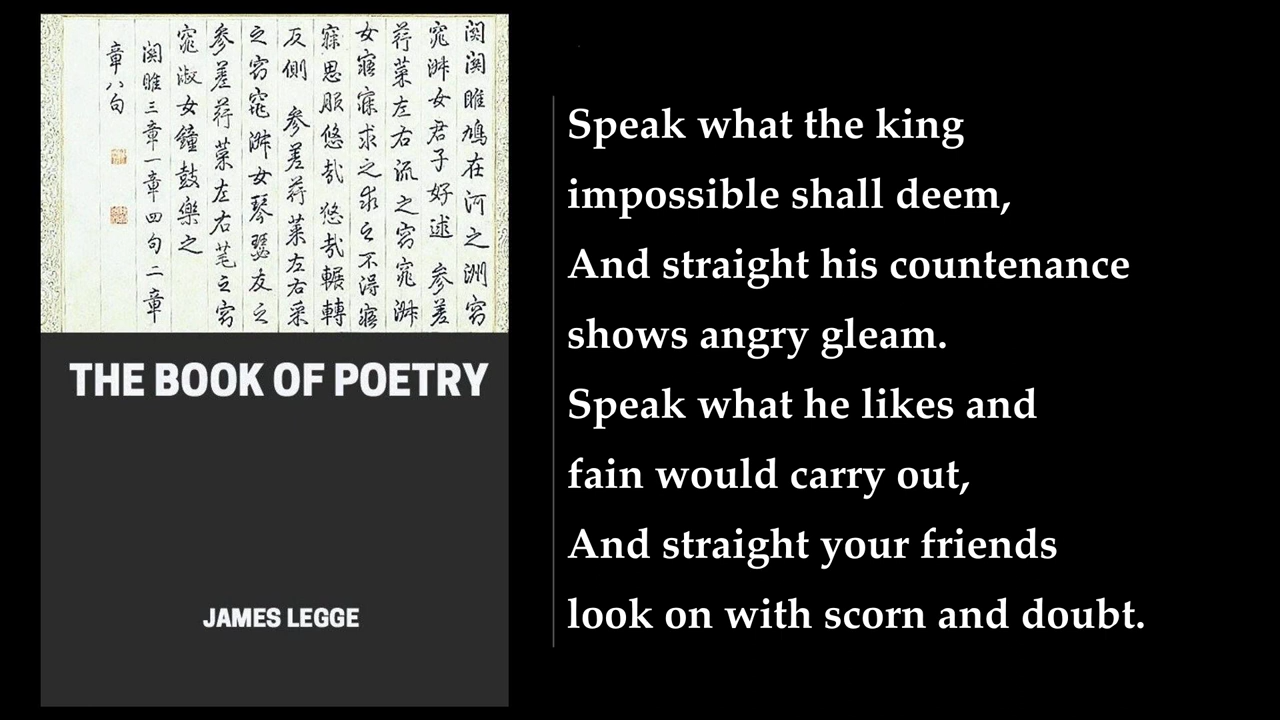 關關雎鳩在河之洲窈
窕淑女君子好逑 參差
荇菜左右流之窈窕淑
女寤寐求之求之不得寤
寐思服悠哉悠哉輾轉
反側 參差荇菜左右采
之窈窕淑女琴瑟友之
參差荇菜左右芼之窈
窕淑女鐘鼓樂之
關雎三章一章四句二章
章八句
THE BOOK OF POETRY
JAMES LEGGE
Speak what the king
impossible shall deem,
And straight his countenance
shows angry gleam.
Speak what he likes and
fain would carry out,
And straight your friends
look on with scorn and doubt.